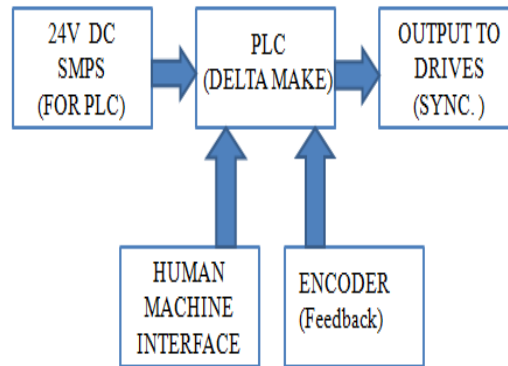 24V DC
SMPS
(FOR PLC)
PLC
(DELTA MAKE)
OUTPUT TO
DRIVES
(SYNC. )
HUMAN
MACHINE
INTERFACE
ENCODER
(Feedback)